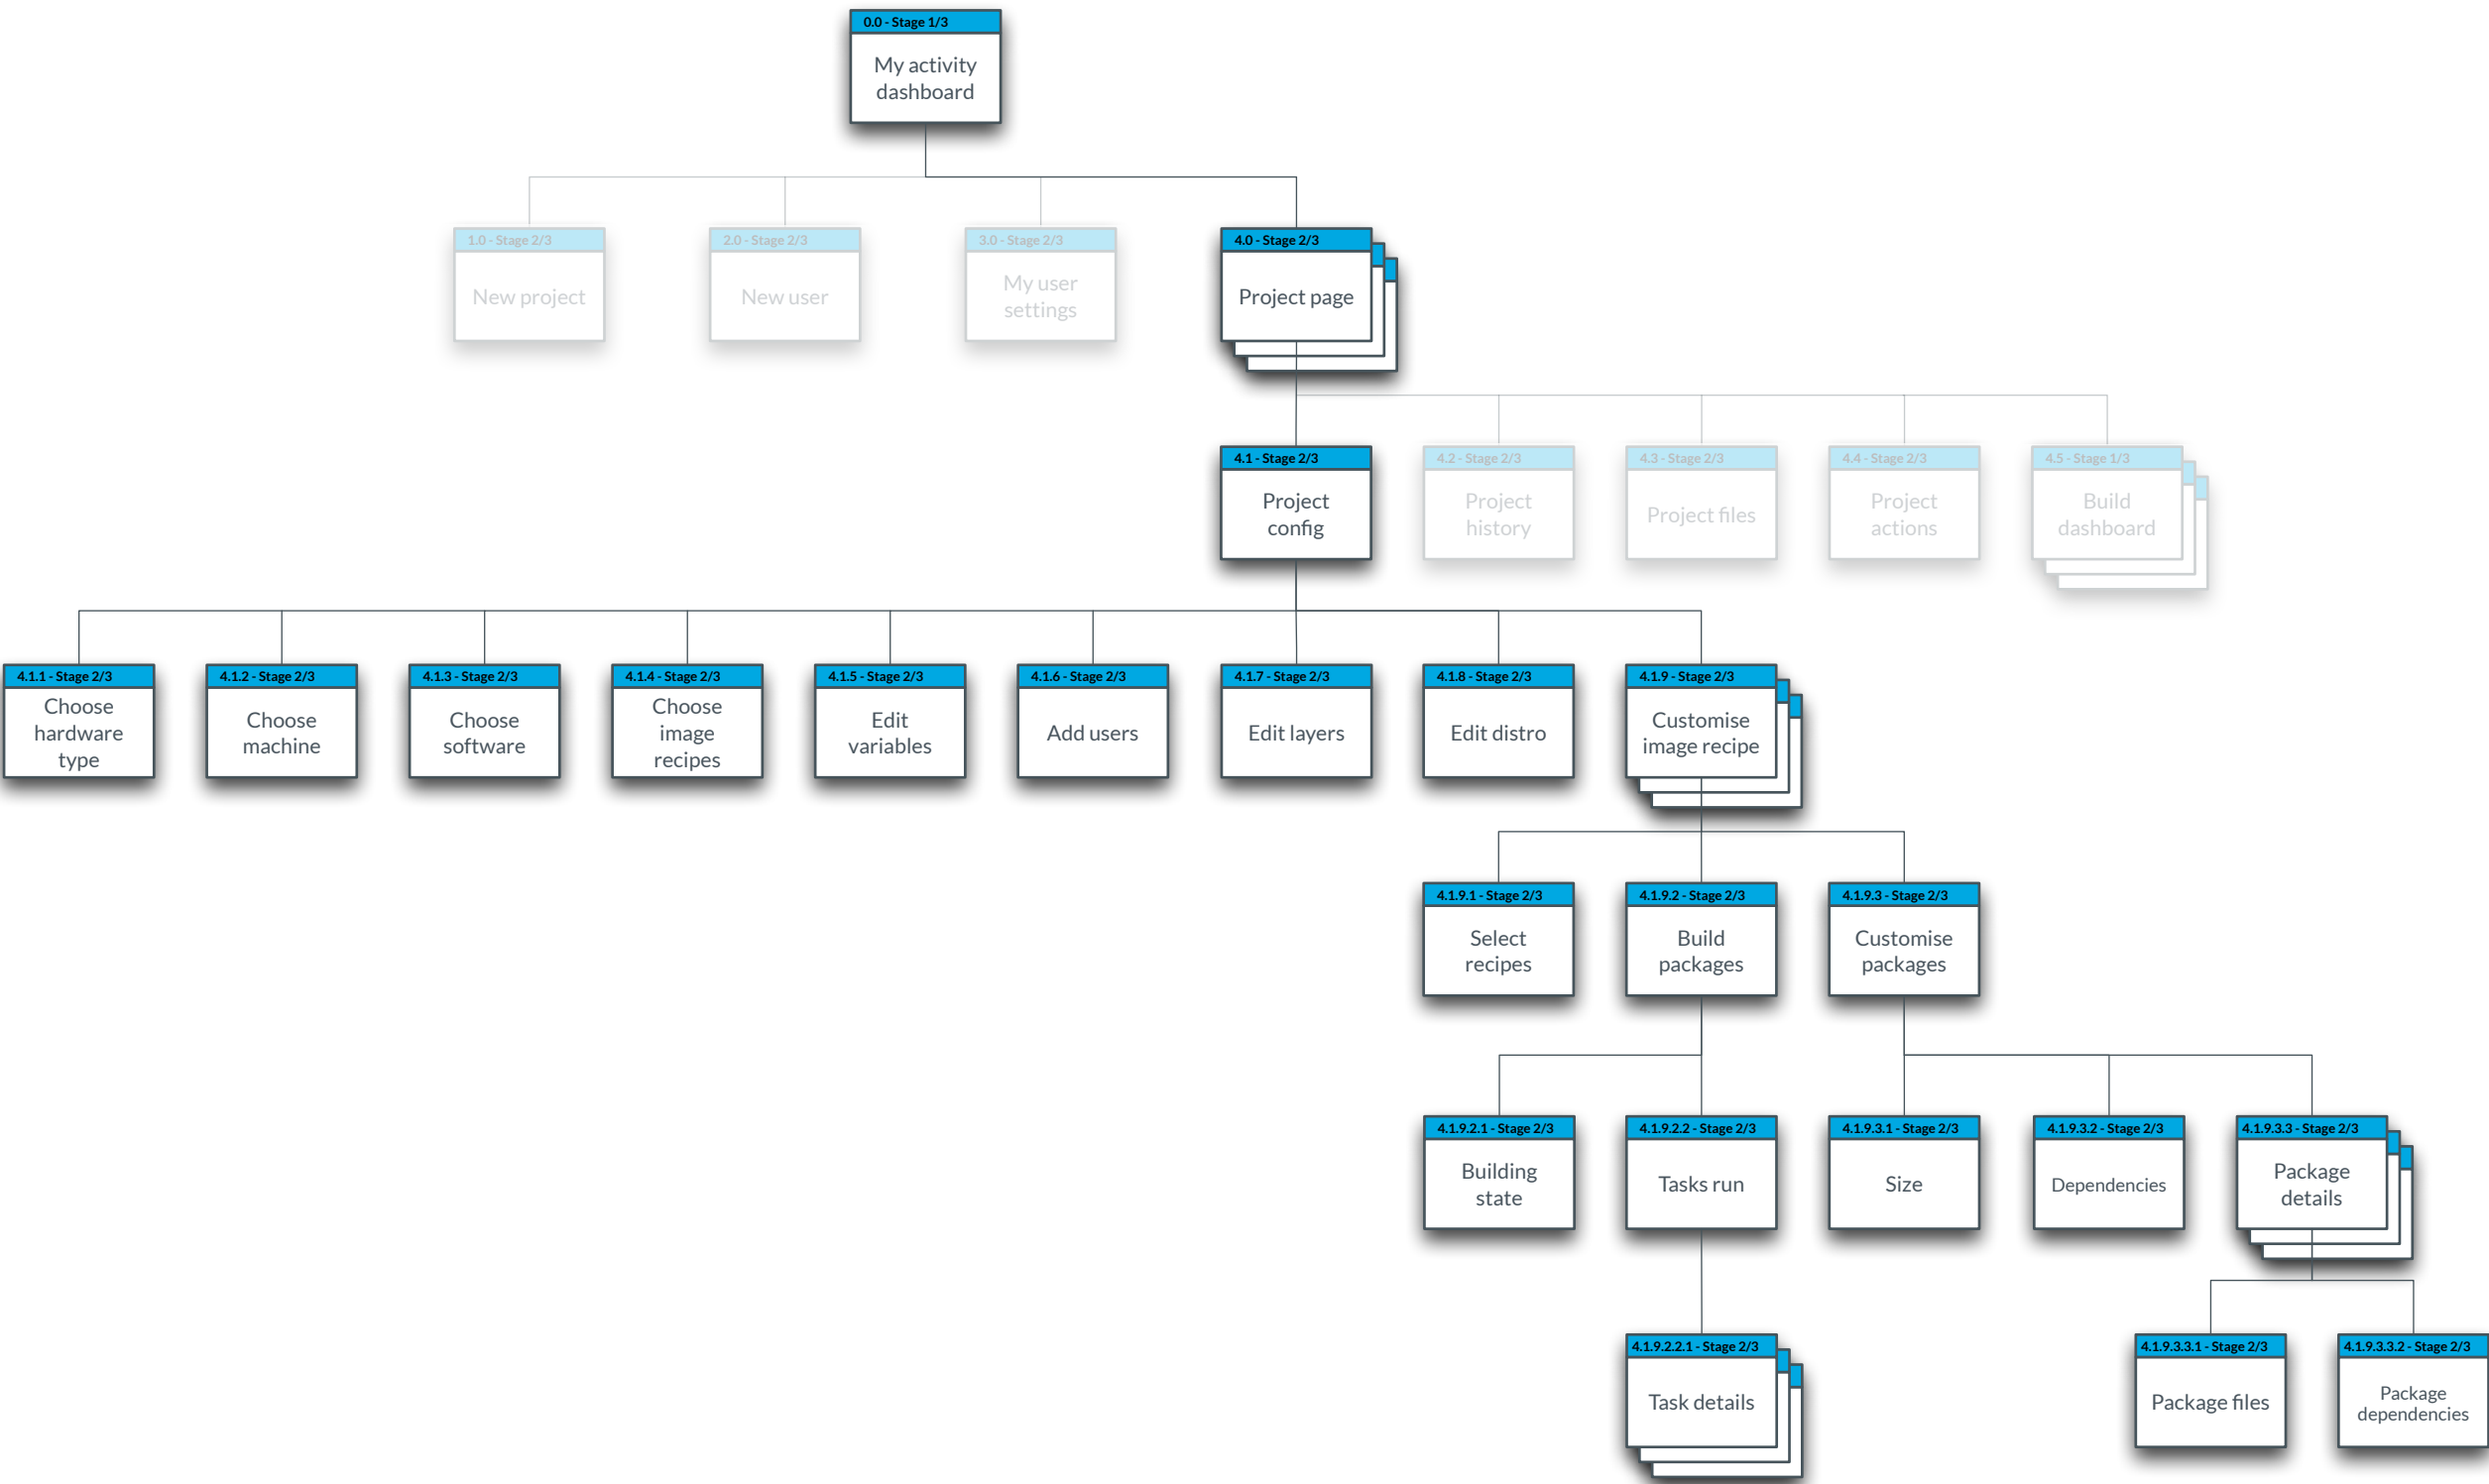 0.0 - Stage 1/3
My activity
dashboard
1.0 - Stage 2/3
New project
2.0 - Stage 2/3
New user
3.0 - Stage 2/3
My user
settings
4.0 - Stage 2/3
Project page
4.1 - Stage 2/3
Project
config
4.2 - Stage 2/3
Project
history
4.3 - Stage 2/3
Project files
4.4 - Stage 2/3
Project
actions
4.5 - Stage 1/3
Build
dashboard
4.1.1 - Stage 2/3
Choose
hardware
type
4.1.2 - Stage 2/3
Choose
machine
4.1.3 - Stage 2/3
Choose
software
4.1.4 - Stage 2/3
Choose
image
recipes
4.1.5 - Stage 2/3
Edit
variables
4.1.6 - Stage 2/3
Add users
4.1.7 - Stage 2/3
Edit layers
4.1.8 - Stage 2/3
Edit distro
4.1.9 - Stage 2/3
Customise
image recipe
4.1.9.1 - Stage 2/3
Select
recipes
4.1.9.2 - Stage 2/3
Build
packages
4.1.9.3 - Stage 2/3
Customise
packages
4.1.9.2.1 - Stage 2/3
Building
state
4.1.9.2.2 - Stage 2/3
Tasks run
4.1.9.3.1 - Stage 2/3
Size
4.1.9.3.2 - Stage 2/3
Dependencies
4.1.9.3.3 - Stage 2/3
Package
details
4.1.9.2.2.1 - Stage 2/3
Task details
4.1.9.3.3.1 - Stage 2/3
Package files
4.1.9.3.3.2 - Stage 2/3
Package
dependencies